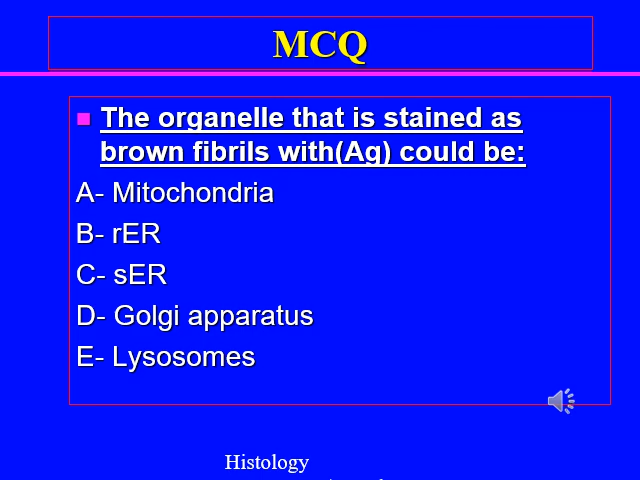 MCQ
The organelle that is stained as
brown fibrils with(Ag) could be:
A- Mitochondria
B- rER
C- sER
D- Golgi apparatus
E- Lysosomes
Histology